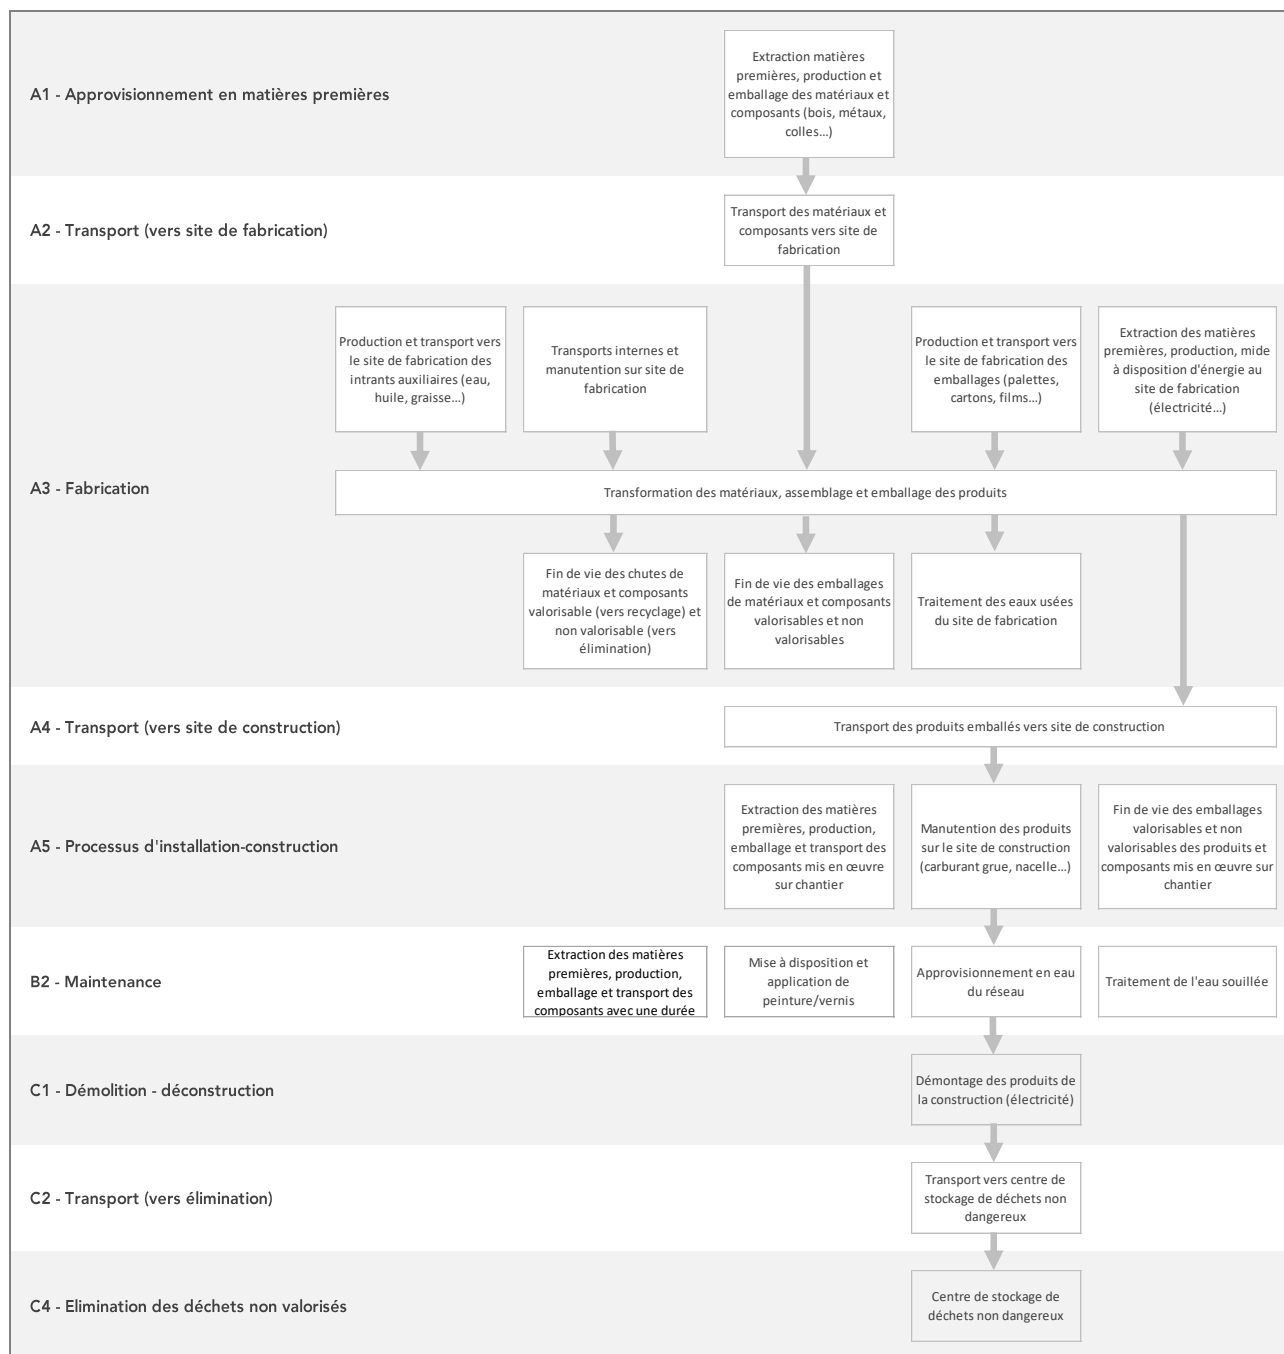 A1 - Approvisionnement en matières premières
Extraction matières
premières, production et
emballage des matériaux et
composants (bois, métaux,
colles…)
A2 - Transport (vers site de fabrication)
Transport des matériaux et
composants vers site de
fabrication
A3 - Fabrication
Production et transport vers
le site de fabrication des
intrants auxiliaires (eau,
huile, graisse…)
Transports internes et
manutention sur site de
fabrication
Production et transport vers
le site de fabrication des
emballages (palettes,
cartons, films…)
Extraction des matières
premières, production, mide
à disposition d'énergie au
site de fabrication
(électricité…)
Transformation des matériaux, assemblage et emballage des produits
Fin de vie des chutes de
matériaux et composants
valorisable (vers recyclage) et
non valorisable (vers
élimination)
Fin de vie des emballages
de matériaux et composants
valorisables et non
valorisables
Traitement des eaux usées
du site de fabrication
A4 - Transport (vers site de construction)
Transport des produits emballés vers site de construction
A5 - Processus d'installation-construction
Extraction des matières
premières, production,
emballage et transport des
composants mis en œuvre
sur chantier
Manutention des produits
sur le site de construction
(carburant grue, nacelle…)
Fin de vie des emballages
valorisables et non
valorisables des produits et
composants mis en œuvre sur
chantier
B2 - Maintenance
Extraction des matières
premières, production,
emballage et transport des
composants avec une durée
Mise à disposition et
application de
peinture/vernis
Approvisionnement en eau
du réseau
Traitement de l'eau souillée
C1 - Démolition - déconstruction
Démontage des produits de
la construction (électricité)
C2 - Transport (vers élimination)
Transport vers centre de
stockage de déchets non
dangereux
C4 - Elimination des déchets non valorisés
Centre de stockage de
déchets non dangereux